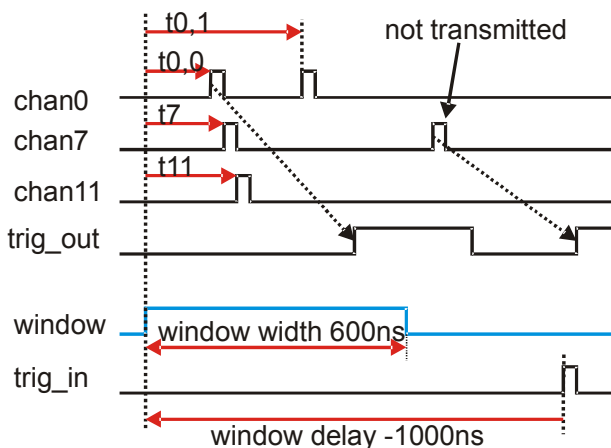 t0,1
not transmitted
t0,0
chan0
t7
chan7
t11
chan11
trig_out
window
window width 600ns
trig_in
window delay -1000ns